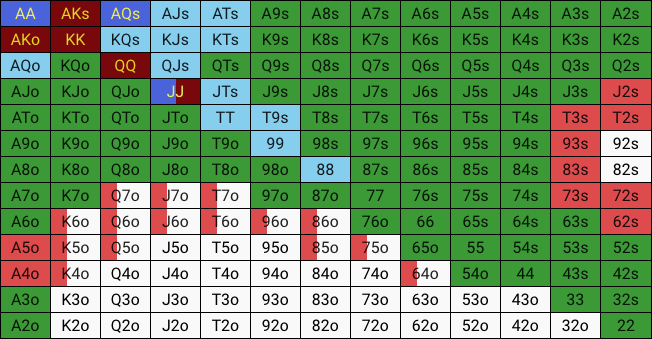 AA AKs AQs AJs ATs A9s A8s A7s A6s A5s A4s A3s A2s
AKo KK KQs KJs KTs K9s K8s K7s K6s K5s K4s K3s K2s
AQo KQo QQ QJs QTs Q9s Q8s Q7s Q6s Q5s Q4s Q3s Q2s
AJo KJo QJo JJ JTs J9s J8s J7s J6s J5s J4s J3s J2s
ATo KTo QTo JTo TT T9s T8s T7s T6s T5s T4s T3s T2s
A9o K9o Q9o J9o T9o 99 98s 97s 96s 95s 94s 93s 92s
A8o K8o Q8o J8o T8o 98o 88 87s 86s 85s 84s 83s 82s
A7o K7o Q7o J7o T7o 97o 87o 77 76s 75s 74s 73s 72s
A6o K6o Q6o J6o T6o 96o 86o 76o 66 65s 64s 63s 62s
A5o K5o Q5o J5o T5o 95o 85o 75o 65o 55 54s 53s 52s
A4o K4o Q4o J4o T4o 94o 84o 74o 64o 54o 44 43s 42s
A3o K3o Q3o J3o T3o 93o 83o 73o 63o 53o 43o 33 32s
A2o K2o Q2o J2o T2o 92o 82o 72o 62o 52o 42o 32o 22